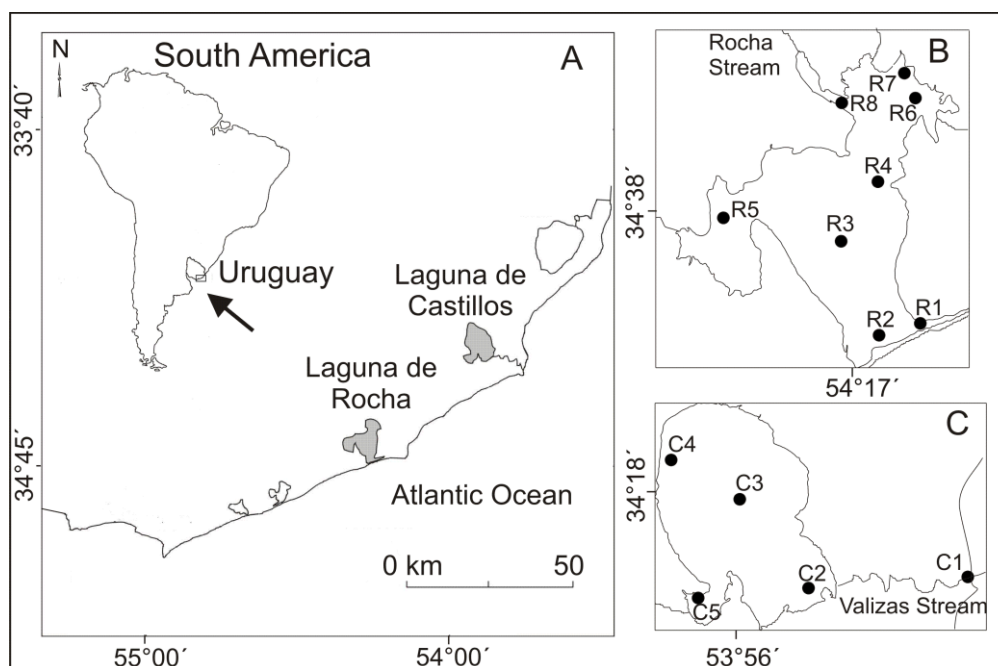 South America
A
N
33°40´
Uruguay
Laguna de
Castillos
Laguna de
Rocha
34°45´
Atlantic Ocean
0 km
50
55°00´
54°00´
Rocha
Stream
B
R7
R6
R8
R4
34°38´
R5
R3
R1
R2
54°17´
C
C4
34°18´
C3
C1
C2
Valizas Stream
C5
53°56´